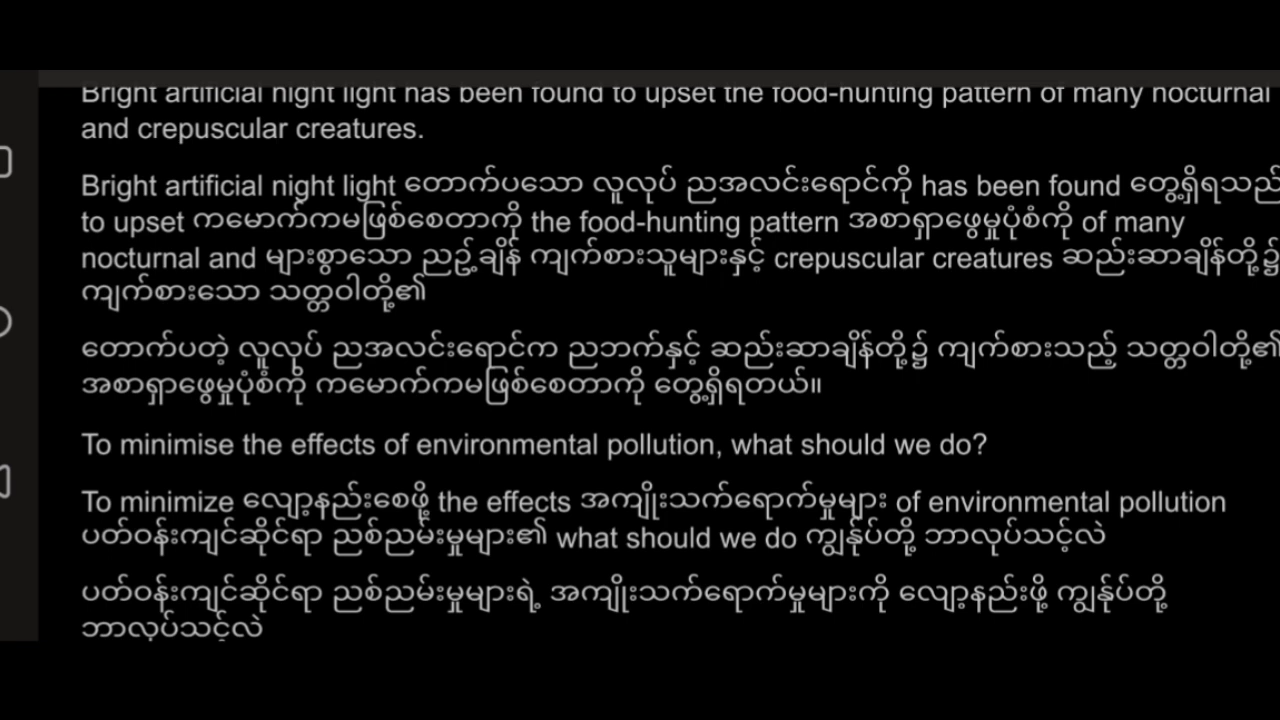 Bright artificial night light has been found to upset the food-hunting pattern of many nocturnal
and crepuscular creatures.
Bright artificial night light တောက်ပသော လူလုပ် ညအလင်းရောင်ကို has been found တွေ့ရှိရသည်
to upset ကမောက်ကမဖြစ်စေတာကို the food-hunting pattern အစာရှာဖွေမှုပုံစံကို of many
nocturnal and များစွာသော ညဥ့်ချိန် ကျက်စားသူများနှင့် crepuscular creatures ဆည်းဆာချိန်တို့၌
ကျက်စားသော သတ္တဝါတို့၏
တောက်ပတဲ့ လူလုပ် ညအလင်းရောင်က ညဘက်နှင့် ဆည်းဆာချိန်တို့၌ ကျက်စားသည့် သတ္တဝါတို့၏
အစာရှာဖွေမှုပုံစံကို ကမောက်ကမဖြစ်စေတာကို တွေ့ရှိရတယ်။
To minimise the effects of environmental pollution, what should we do?
To minimize လျော့နည်းစေဖို့ the effects အကျိုးသက်ရောက်မှုများ of environmental pollution
ပတ်ဝန်းကျင်ဆိုင်ရာ ညစ်ညမ်းမှုများ၏ what should we do ကျွန်ုပ်တို့ ဘာလုပ်သင့်လဲ
ပတ်ဝန်းကျင်ဆိုင်ရာ ညစ်ညမ်းမှုများရဲ့ အကျိုးသက်ရောက်မှုများကို လျော့နည်းဖို့ ကျွန်ုပ်တို့
ဘာလုပ်သင့်လဲ